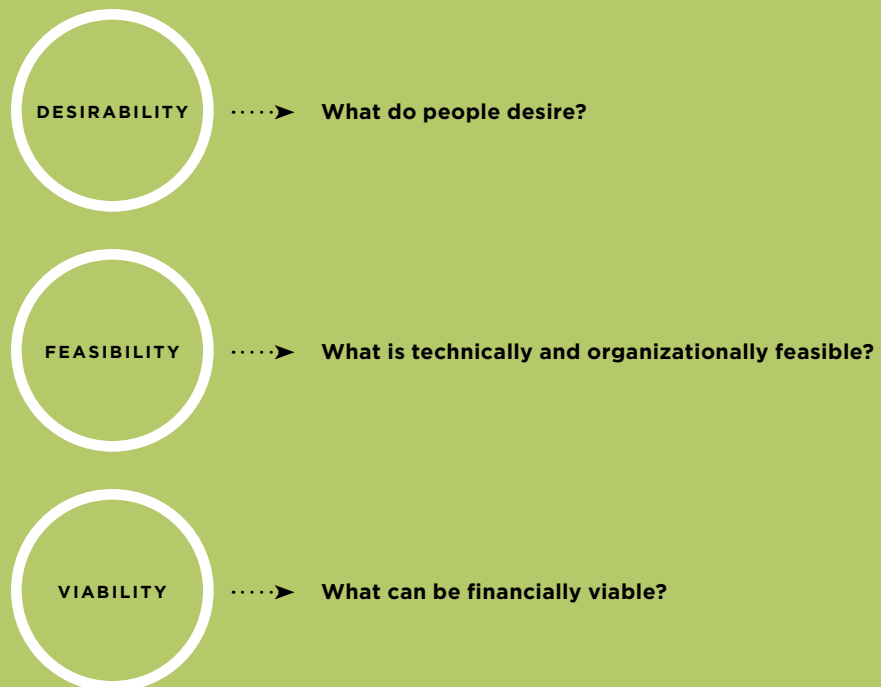 DESIRABILITY What do people desire?
FEASIBILITY What is technically and organizationally feasible?
VIABILITY What can be financially viable?